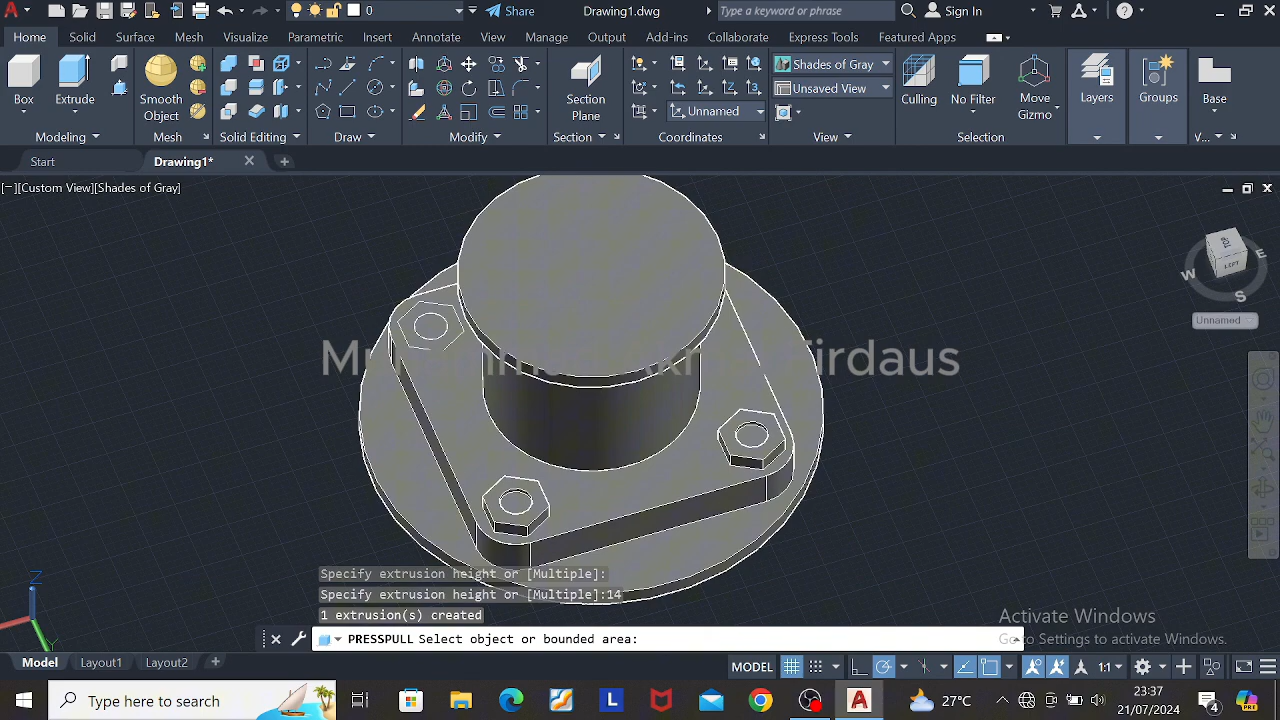 0
Share
Drawing1.dwg
Type a keyword or phrase
Sign In
Home
Solid
Surface
Mesh
Visualize
Parametric
Insert
Annotate
View
Manage
Output
Add-ins
Collaborate
Express Tools
Featured Apps
Box
Extrude
Smooth
Object
Section
Plane
Unnamed
Shades of Gray
Unsaved View
Culling
No Filter
Move
Gizmo
Layers
Groups
Base
Modeling
Mesh
Solid Editing
Draw
Modify
Section
Coordinates
View
Selection
V...
Start
Drawing1*
[−][Custom View][Shades of Gray]
TOP
LEFT
W
E
S
Unnamed
Firdaus
Z
Y
Specify extrusion height or [Multiple]:
Specify extrusion height or [Multiple]:14
1 extrusion(s) created
PRESSPULL Select object or bounded area:
Activate Windows
Go to Settings to activate Windows.
Model
Layout1
Layout2
MODEL
1:1
Type here to search
27°C
23:37
21/07/2024
4